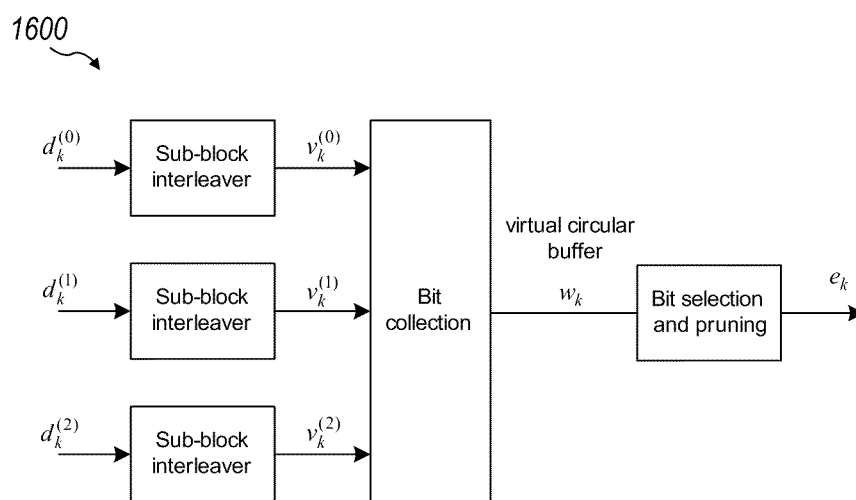 1600
d_k^(0)
Sub-block
interleaver
v_k^(0)
d_k^(1)
Sub-block
interleaver
v_k^(1)
d_k^(2)
Sub-block
interleaver
v_k^(2)
Bit
collection
virtual circular
buffer
w_k
Bit selection
and pruning
e_k